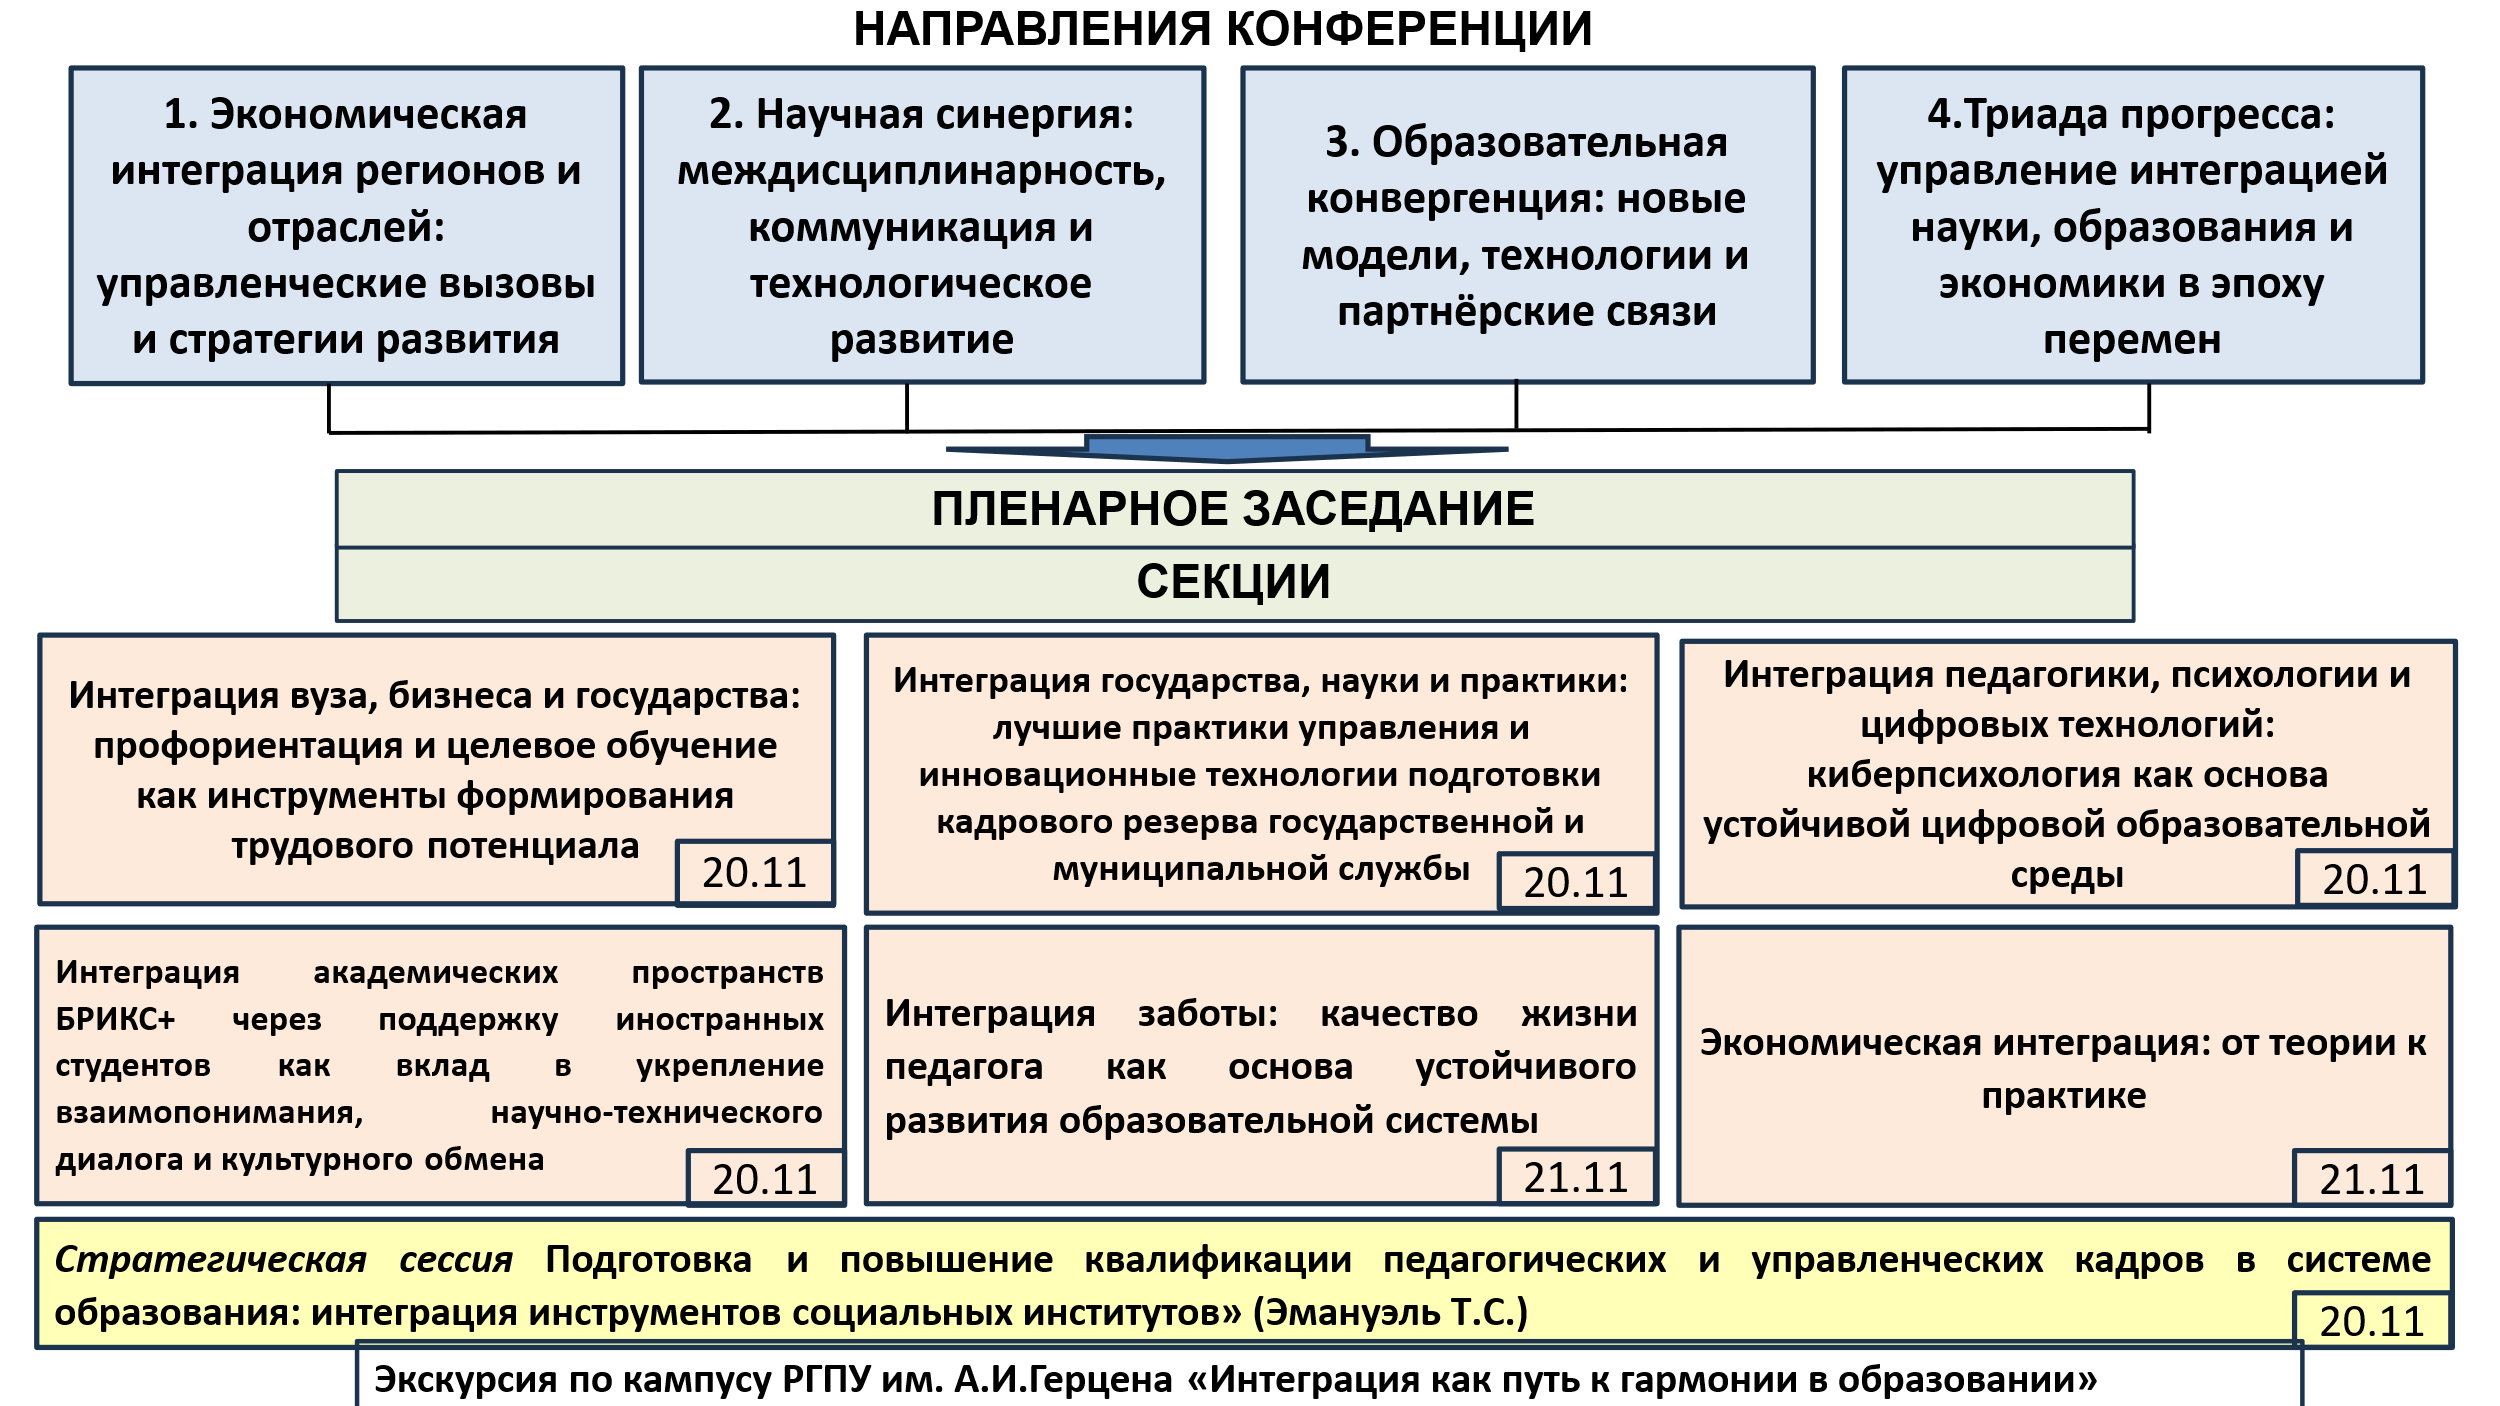 НАПРАВЛЕНИЯ КОНФЕРЕНЦИИ
1. Экономическая
интеграция регионов и
отраслей:
управленческие вызовы
и стратегии развития
2. Научная синергия:
междисциплинарность,
коммуникация и
технологическое
развитие
3. Образовательная
конвергенция: новые
модели, технологии и
партнёрские связи
4.Триада прогресса:
управление интеграцией
науки, образования и
экономики в эпоху
перемен
ПЛЕНАРНОЕ ЗАСЕДАНИЕ
СЕКЦИИ
Интеграция вуза, бизнеса и государства:
профориентация и целевое обучение
как инструменты формирования
трудового потенциала
20.11
Интеграция государства, науки и практики:
лучшие практики управления и
инновационные технологии подготовки
кадрового резерва государственной и
муниципальной службы
20.11
Интеграция педагогики, психологии и
цифровых технологий:
киберпсихология как основа
устойчивой цифровой образовательной
среды
20.11
Интеграция академических пространств
БРИКС+ через поддержку иностранных
студентов как вклад в укрепление
взаимопонимания, научно-технического
диалога и культурного обмена
20.11
Интеграция заботы: качество жизни
педагога как основа устойчивого
развития образовательной системы
21.11
Экономическая интеграция: от теории к
практике
21.11
Стратегическая сессия Подготовка и повышение квалификации педагогических и управленческих кадров в системе
образования: интеграция инструментов социальных институтов» (Эмануэль Т.С.)
20.11
Экскурсия по кампусу РГПУ им. А.И.Герцена «Интеграция как путь к гармонии в образовании»